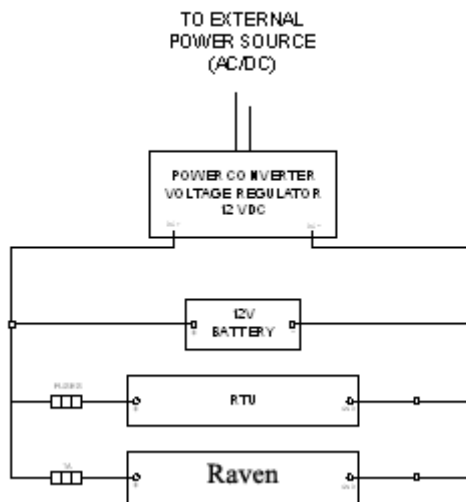 TO EXTERNAL
POWER SOURCE
(AC/DC)
POWER CONVERTER
VOLTAGE REGULATOR
12 VDC
12V
BATTERY
RTU
Raven